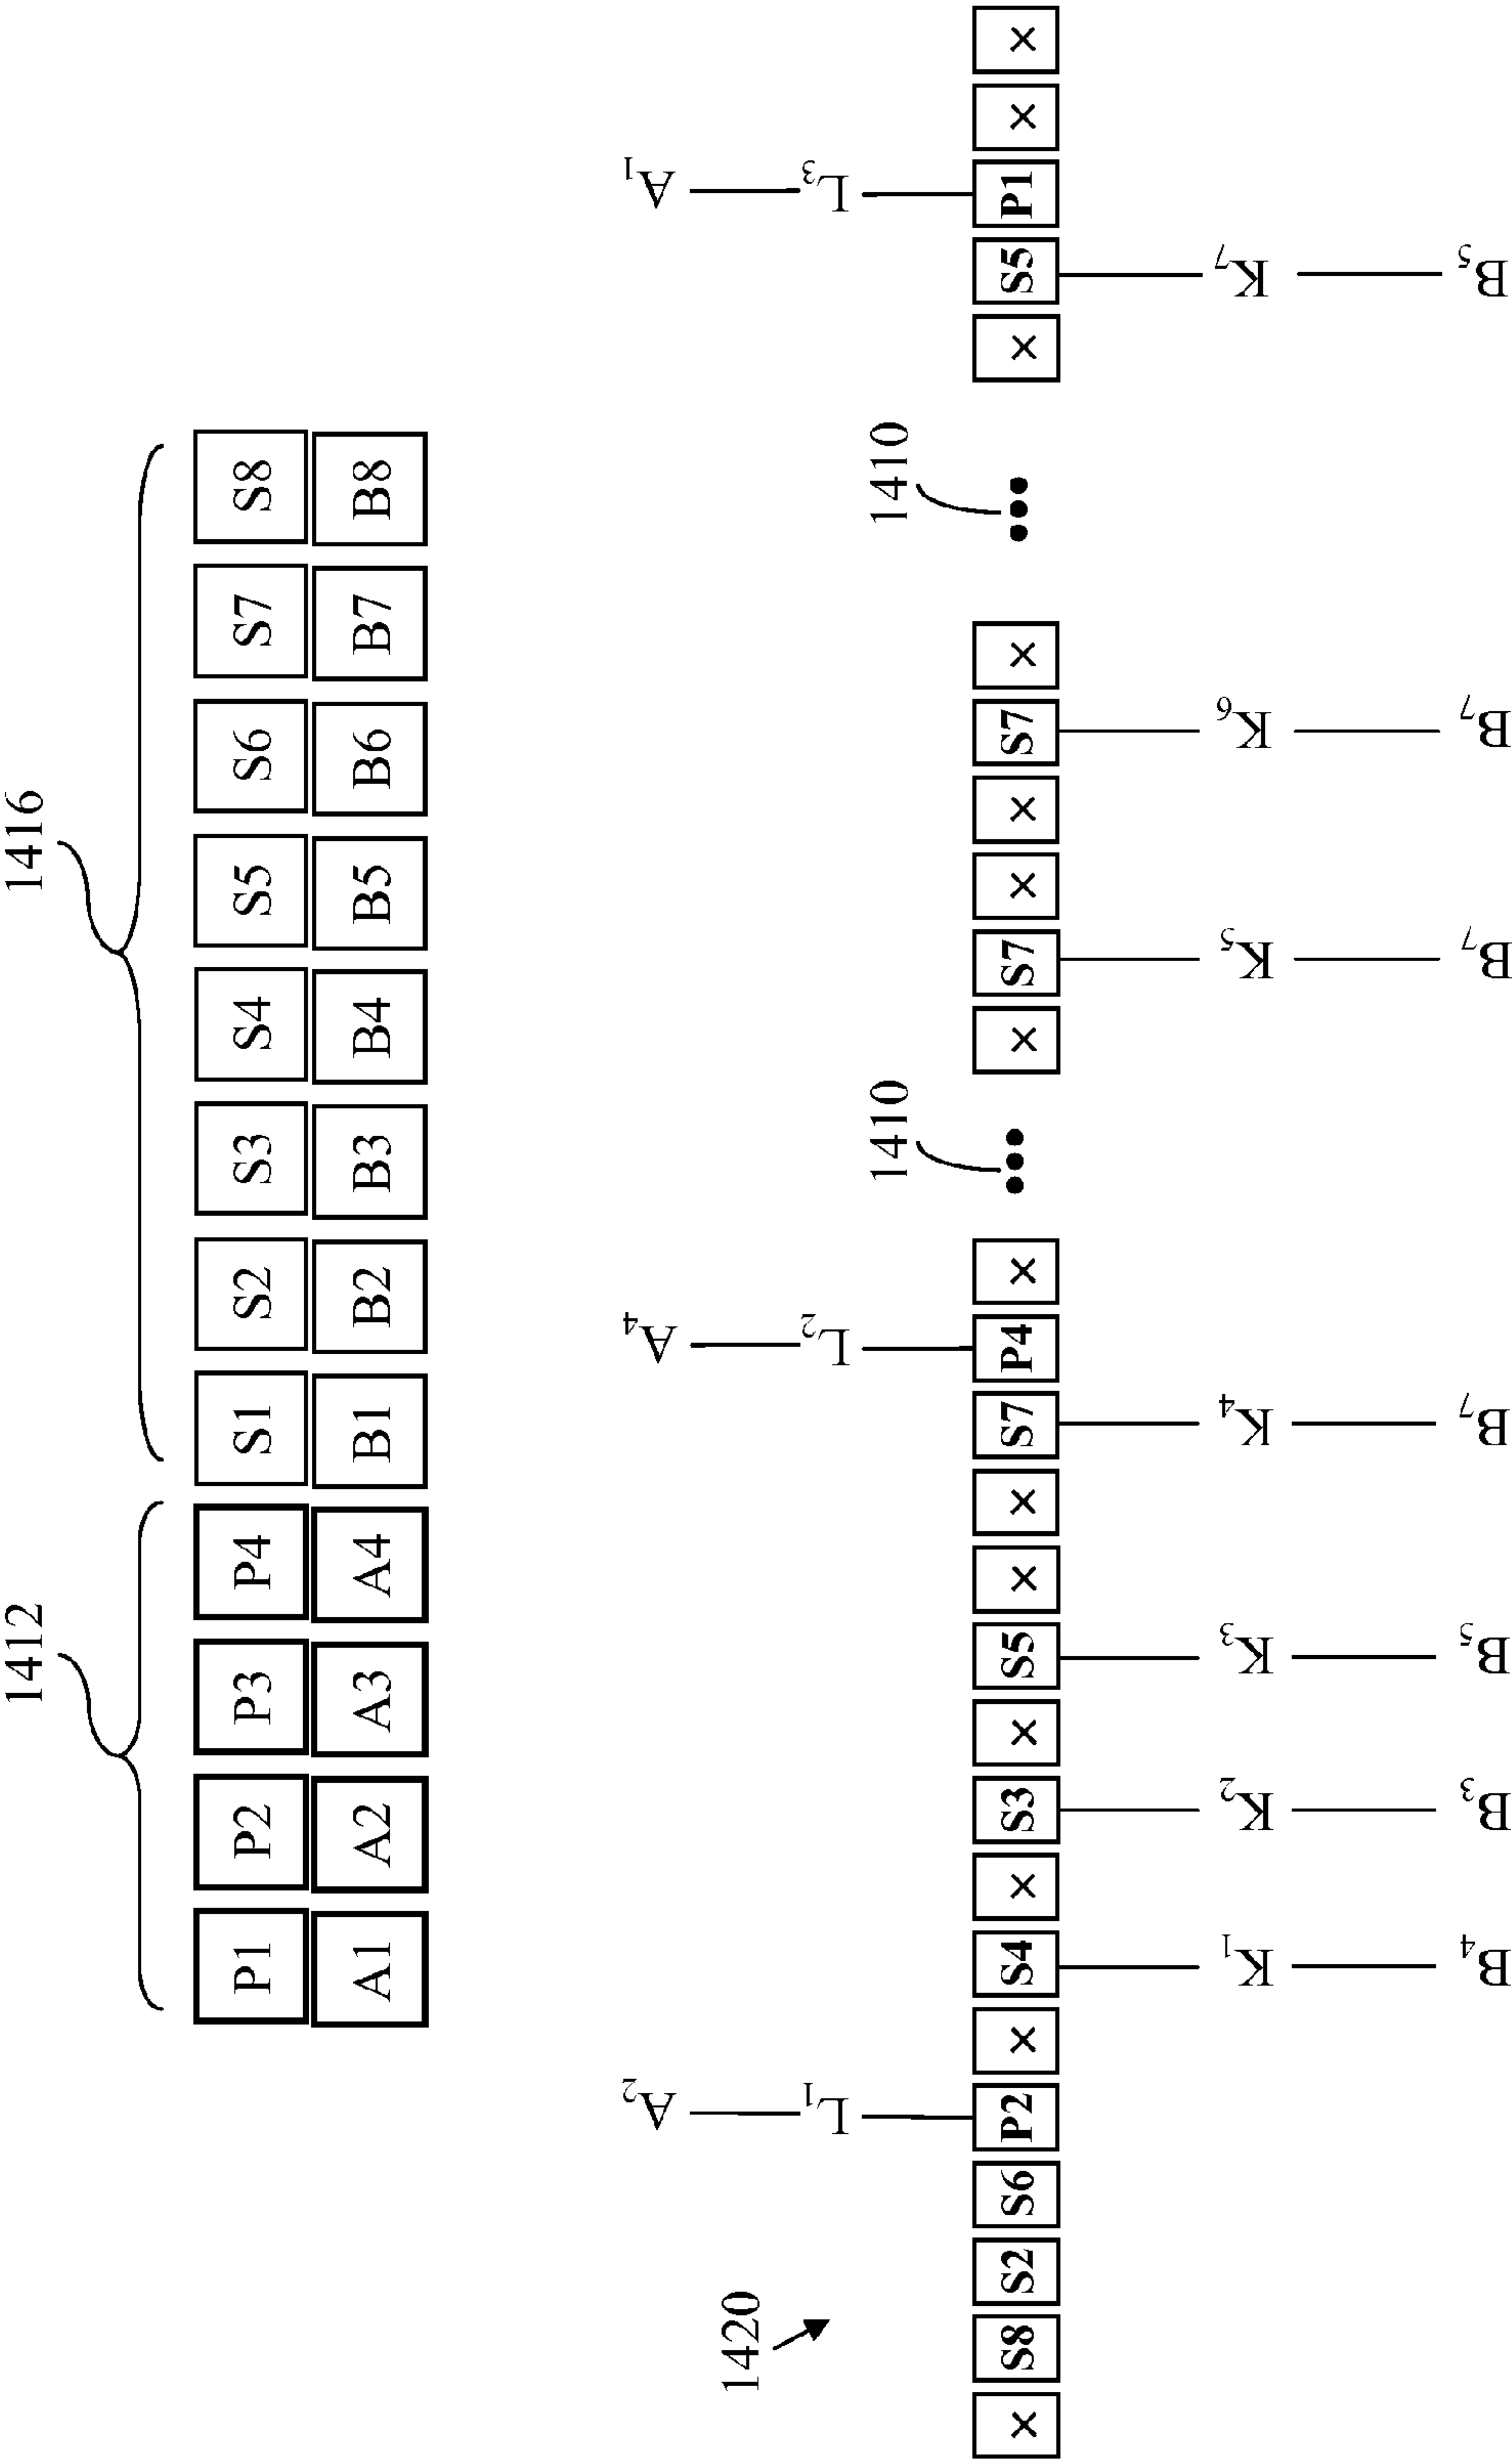 1412 1416
P1 P2 P3 P4 S1 S2 S3 S4 S5 S6 S7 S8
A1 A2 A3 A4 B1 B2 B3 B4 B5 B6 B7 B8
A₂ A₄ A₁
1420
L₁ L₂ L₃
1410 1410
× S8 S2 S6 P2 × S4 × S3 × S5 × × S7 P4 × ••• × S7 × × S7 × ••• × S5 P1 × ×
K₁ K₂ K₃ K₄ K₅ K₆ K₇
B₄ B₃ B₅ B₇ B₇ B₇ B₅